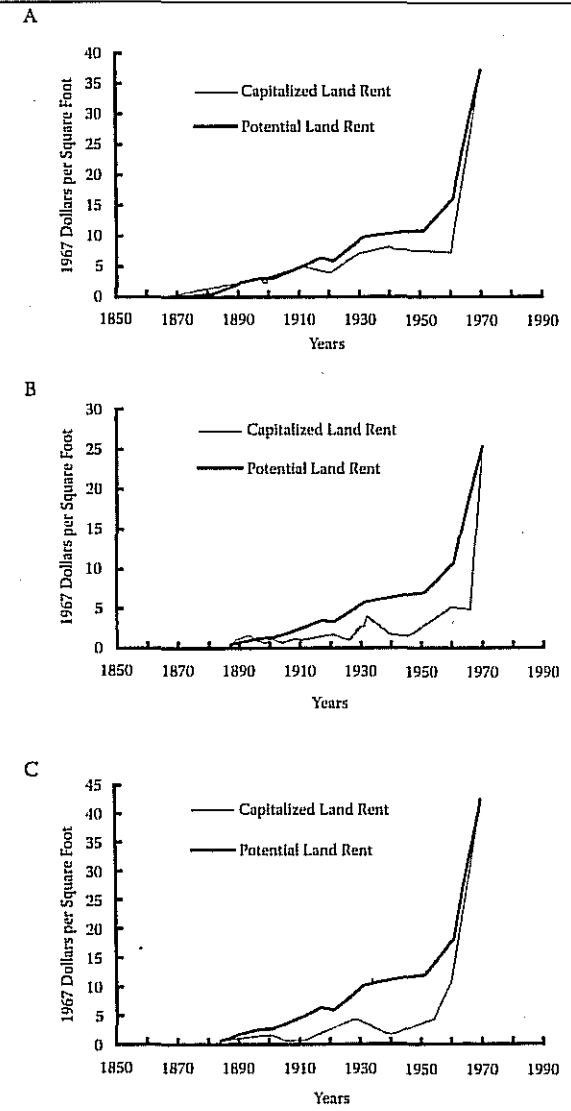 A
40
35
30
25
20
15
10
5
0
1967 Dollars per Square Foot
Capitalized Land Rent
Potential Land Rent
1850 1870 1890 1910 1930 1950 1970 1990
Years
B
30
25
20
15
10
5
0
1967 Dollars per Square Foot
Capitalized Land Rent
Potential Land Rent
1850 1870 1890 1910 1930 1950 1970 1990
Years
C
45
40
35
30
25
20
15
10
5
0
1967 Dollars per Square Foot
Capitalized Land Rent
Potential Land Rent
1850 1870 1890 1910 1930 1950 1970 1990
Years